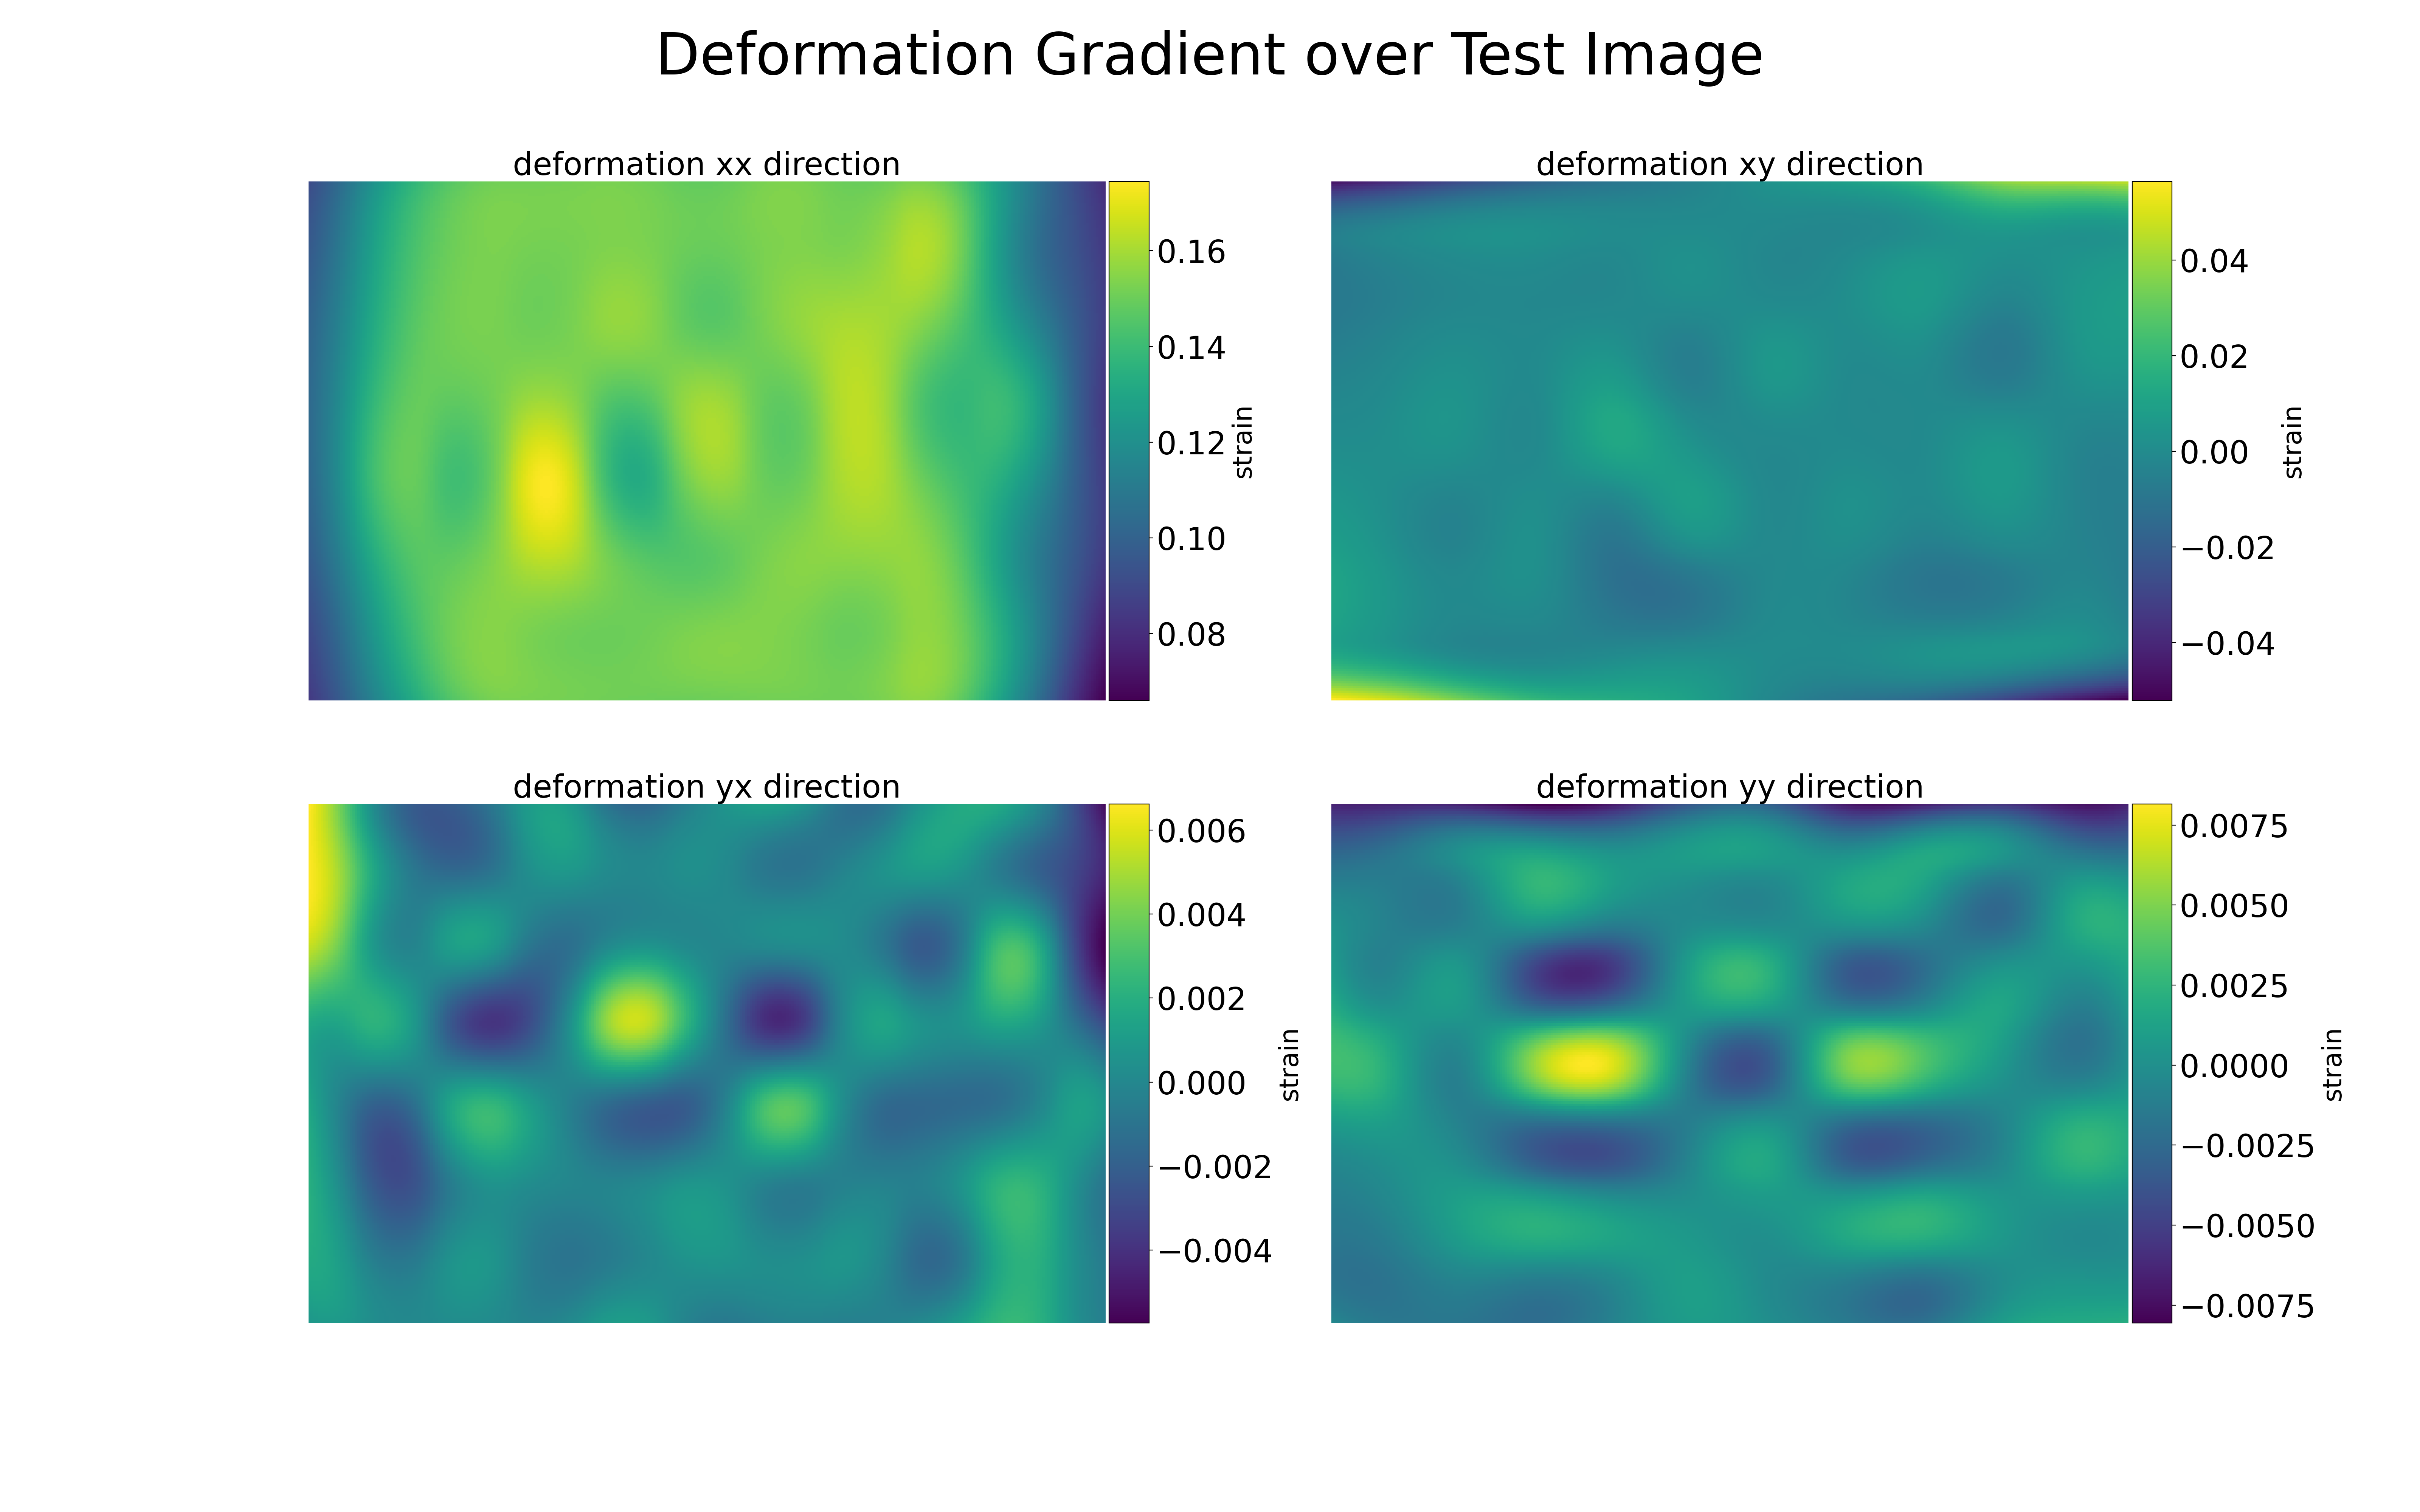 Deformation Gradient over Test Image
deformation xx direction
0.16
0.14
0.12
0.10
0.08
strain
deformation xy direction
0.04
0.02
0.00
−0.02
−0.04
strain
deformation yx direction
0.006
0.004
0.002
0.000
−0.002
−0.004
strain
deformation yy direction
0.0075
0.0050
0.0025
0.0000
−0.0025
−0.0050
−0.0075
strain